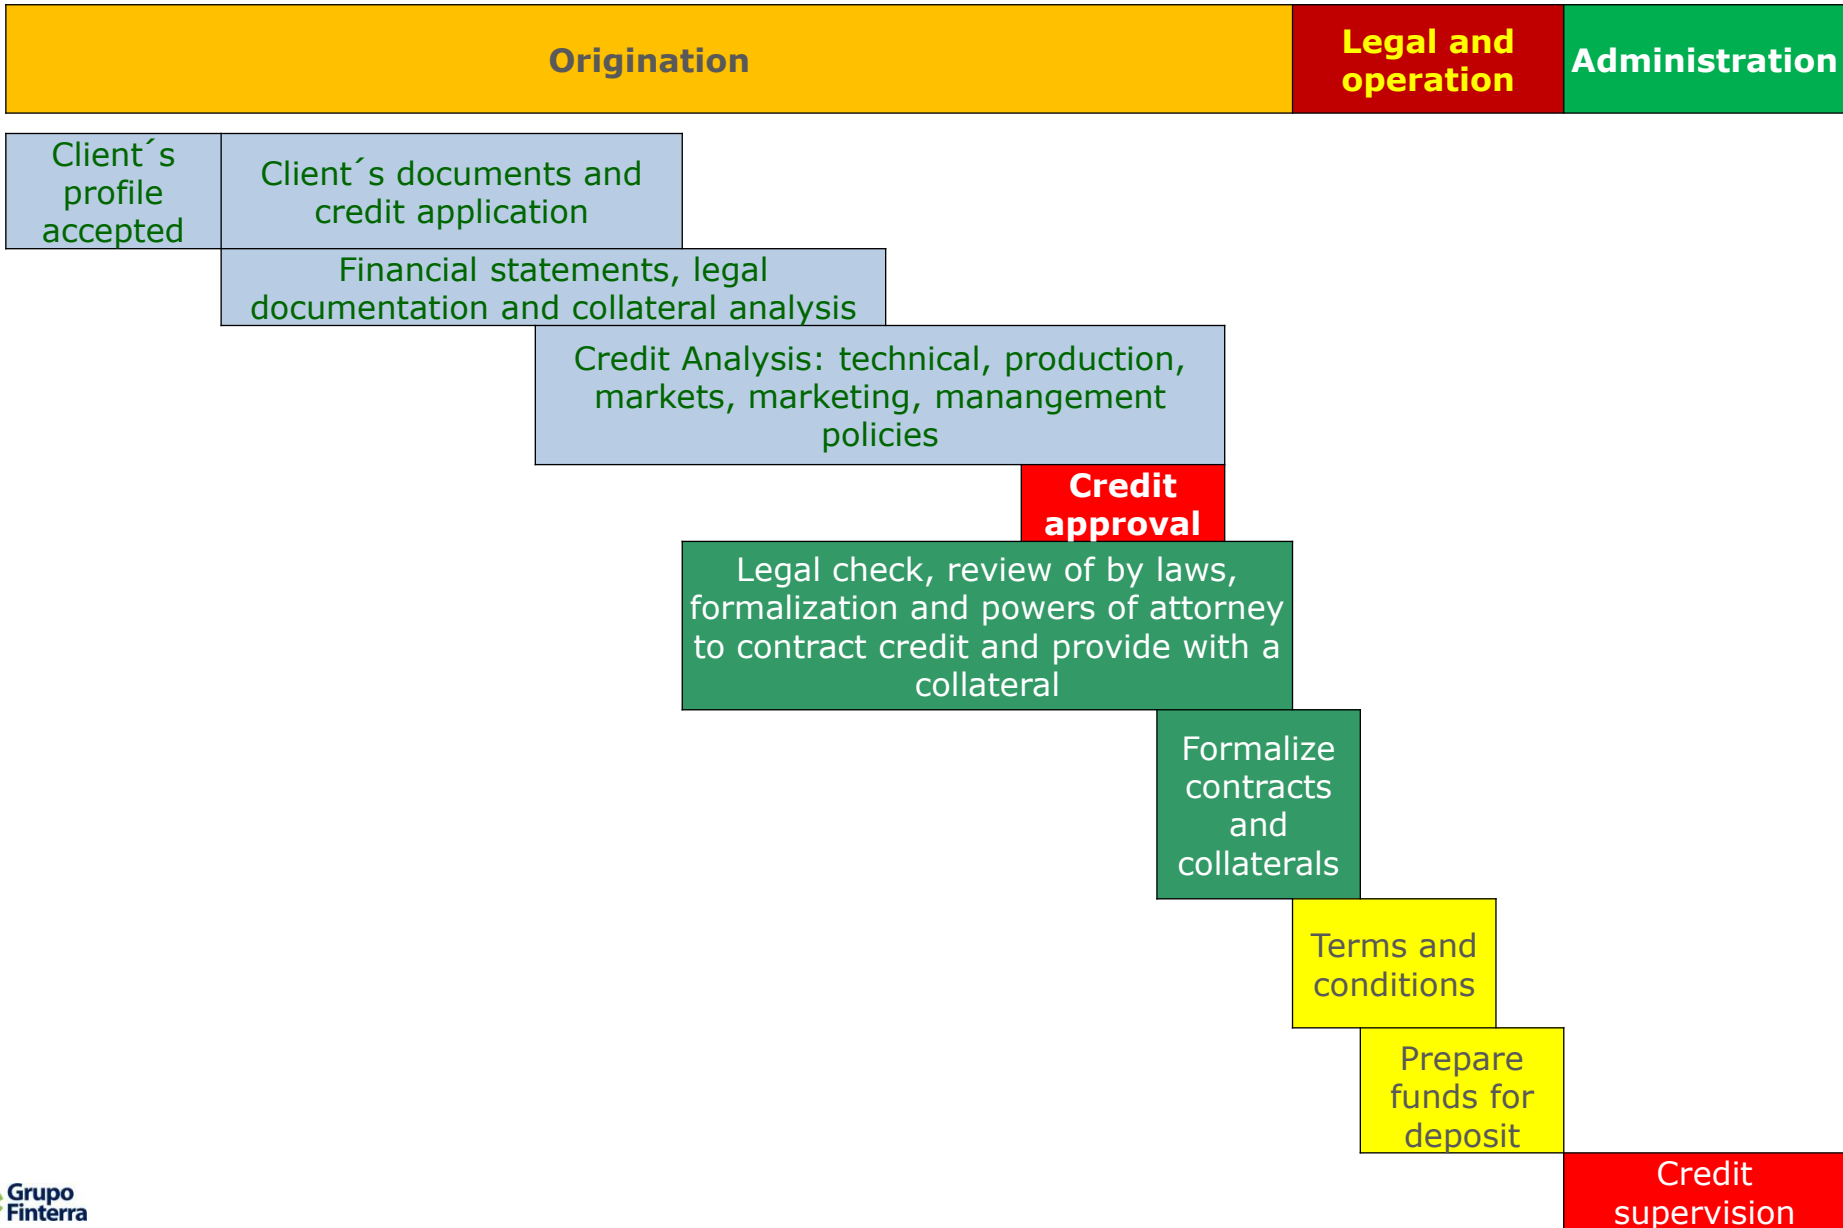 Origination
Legal and
operation
Administration
Client´s
profile
accepted
Client´s documents and
credit application
Financial statements, legal
documentation and collateral analysis
Credit Analysis: technical, production,
markets, marketing, manangement
policies
Credit
approval
Legal check, review of by laws,
formalization and powers of attorney
to contract credit and provide with a
collateral
Formalize
contracts
and
collaterals
Terms and
conditions
Prepare
funds for
deposit
Credit
supervision
Grupo
Finterra